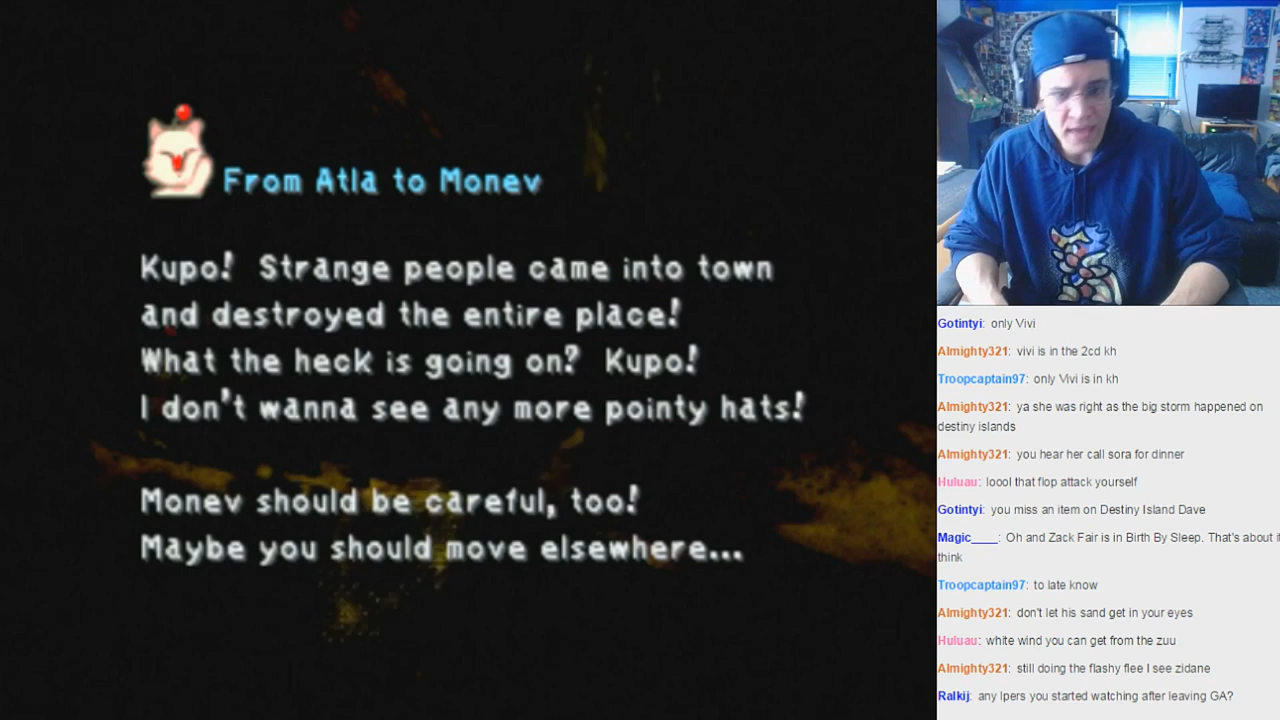 From Atla to Monev
Kupo! Strange people came into town
and destroyed the entire place!
What the heck is going on? Kupo!
I don't wanna see any more pointy hats!
Monev should be careful, too!
Maybe you should move elsewhere...
Gotintyi: only Vivi
Almighty321: vivi is in the 2cd kh
Troopcaptain97: only Vivi is in kh
Almighty321: ya she was right as the big storm happened on
destiny islands
Almighty321: you hear her call sora for dinner
Huluau: loool that flop attack yourself
Gotintyi: you miss an item on Destiny Island Dave
Magic____: Oh and Zack Fair is in Birth By Sleep. That's about it
think
Troopcaptain97: to late know
Almighty321: don't let his sand get in your eyes
Huluau: white wind you can get from the zuu
Almighty321: still doing the flashy flee I see zidane
Ralkij: any lpers you started watching after leaving GA?